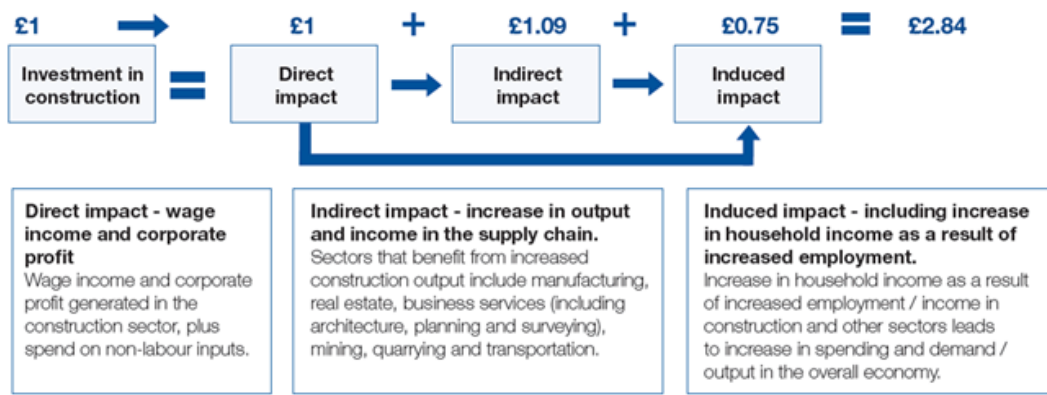 £1 £1 + £1.09 + £0.75 = £2.84
Investment in
construction
=
Direct
impact
Indirect
impact
Induced
impact
Direct impact - wage
income and corporate
profit
Wage income and corporate
profit generated in the
construction sector, plus
spend on non-labour inputs.
Indirect impact - increase in output
and income in the supply chain.
Sectors that benefit from increased
construction output include manufacturing,
real estate, business services (including
architecture, planning and surveying),
mining, quarrying and transportation.
Induced impact - including increase
in household income as a result of
increased employment.
Increase in household income as a result
of increased employment / income in
construction and other sectors leads
to increase in spending and demand /
output in the overall economy.